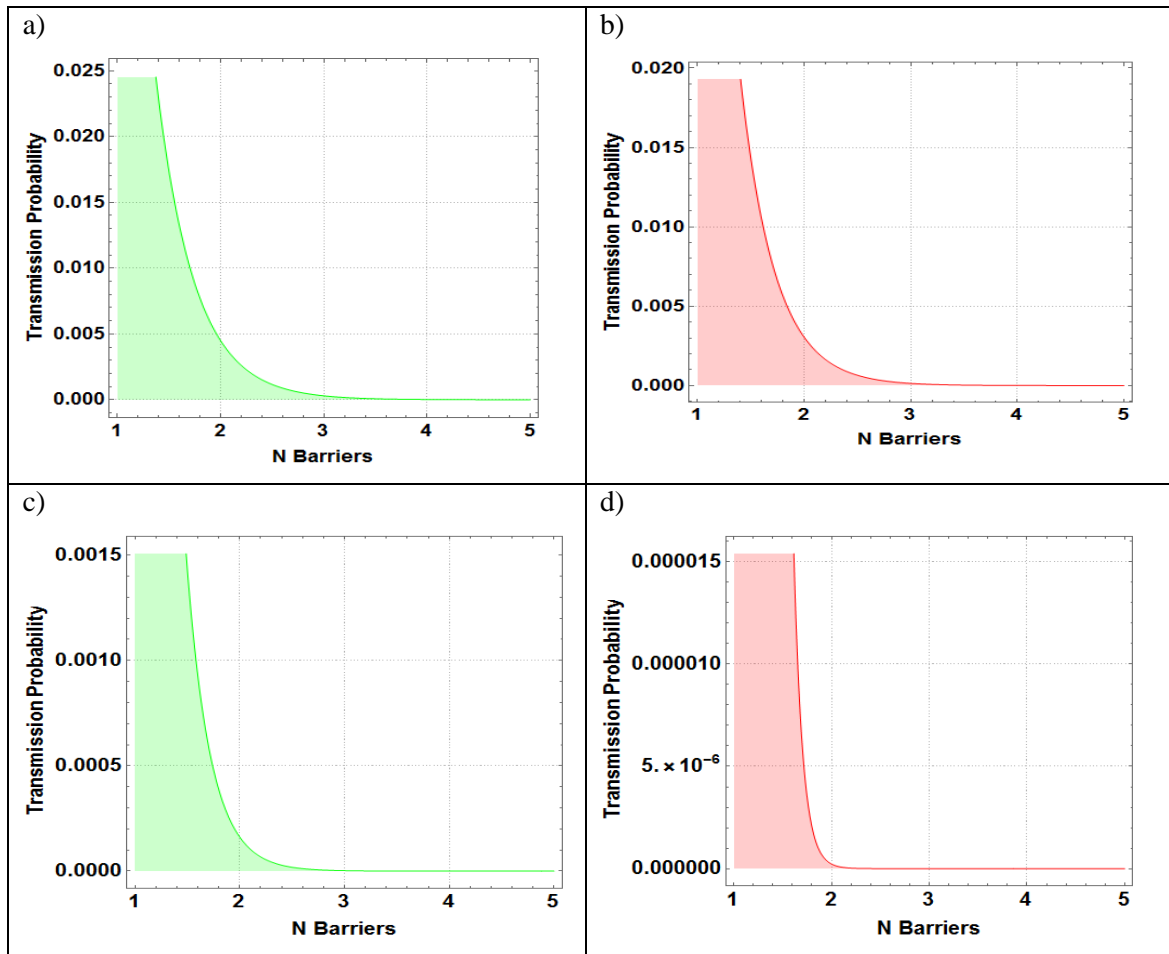 a)
0.025
0.020
0.015
0.010
0.005
0.000
1 2 3 4 5
N Barriers
Transmission Probability
b)
0.020
0.015
0.010
0.005
0.000
1 2 3 4 5
N Barriers
Transmission Probability
c)
0.0015
0.0010
0.0005
0.0000
1 2 3 4 5
N Barriers
Transmission Probability
d)
0.000015
0.000010
5. × 10⁻⁶
0.000000
1 2 3 4 5
N Barriers
Transmission Probability